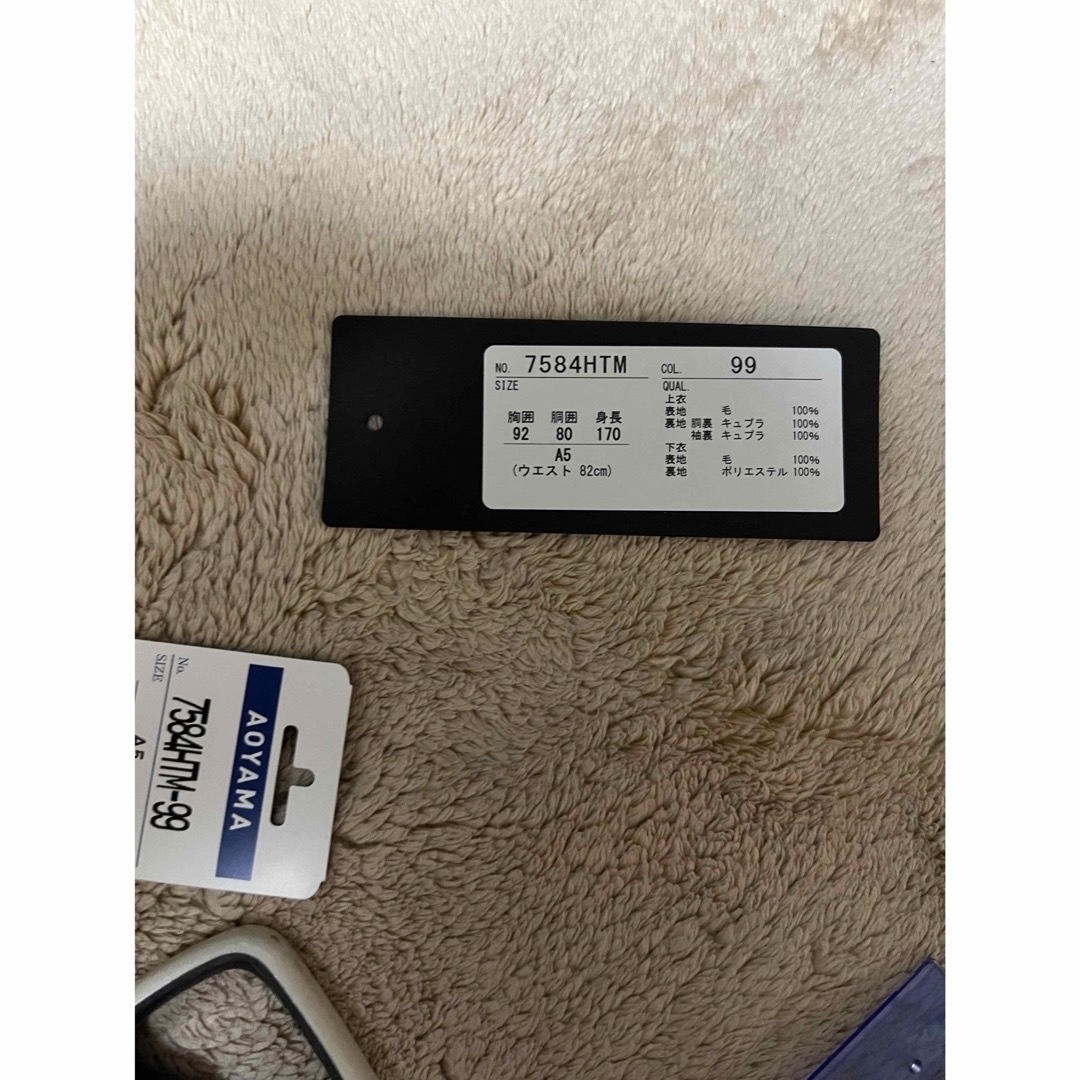 NO. 7584HTM
SIZE
胸囲 胴囲 身長
92 80 170
A5
(ウエスト 82cm)
COL. 99
QUAL.
上衣
表地 毛 100%
裏地 胴裏 キュプラ 100%
袖裏 キュプラ 100%
下衣
表地 毛 100%
裏地 ポリエステル 100%
AOYAMA
No. 7584HTM-99
SIZE